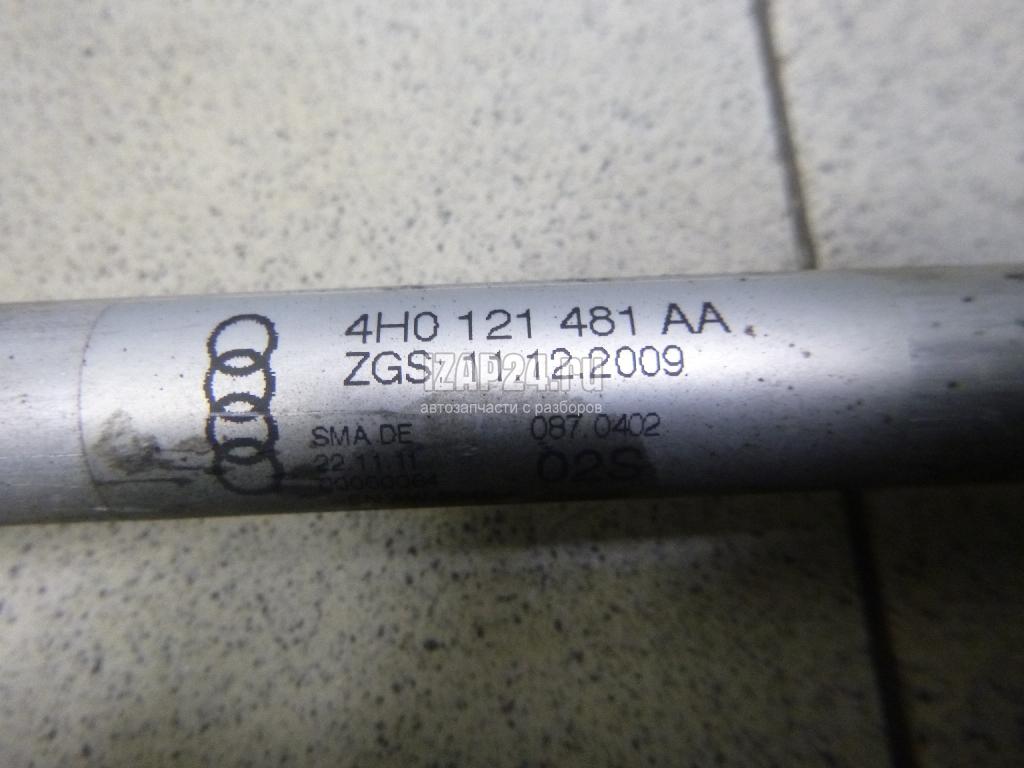 4H0 121 481 AA
ZGS: 11.12.2009
IZAP24.ru
автозапчасти с разборов
SMA DE 087.0402
22 11.11 02S